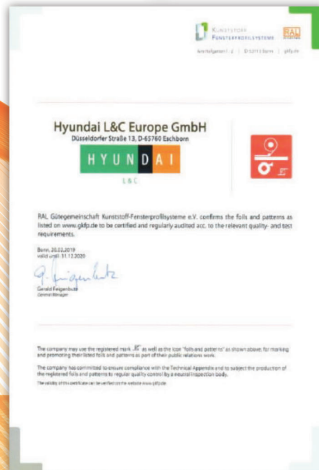 KUNSTSTOFF
FENSTERPROFILSYSTEME
RAL
Hyundai L&C Europe GmbH
Düsseldorfer Straße 13, D-65760 Eschborn
HYUNDAI
L&C
RAL Gütegemeinschaft Kunststoff-Fensterprofilsysteme e.V. confirms the foils and patterns as
listed on www.gkfp.de to be certified and regularly audited acc. to the relevant quality- and test
requirements.
Bonn, 20.02.2019
valid until: 31.12.2020
Gerald Feigenbutz
General Manager
The company may use the registered mark as well as the icon "foils and patterns" as shown above, for marking
and promoting their listed foils and patterns as part of their public relations work.
The company has committed to ensure compliance with the Technical Appendix and to subject the production of
the registered foils and patterns to regular quality control by a neutral inspection body.
The validity of this certificate can be verified on the website www.gkfp.de